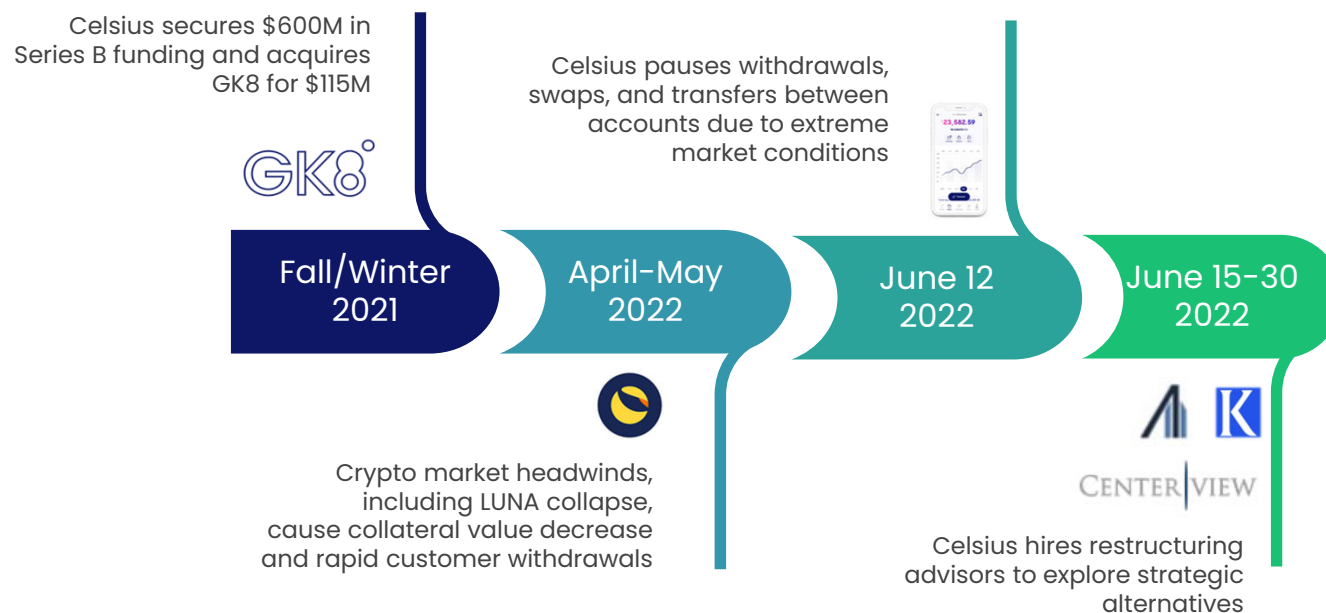 Celsius secures $600M in
Series B funding and acquires
GK8 for $115M
GK8
Fall/Winter
2021
April-May
2022
Crypto market headwinds,
including LUNA collapse,
cause collateral value decrease
and rapid customer withdrawals
Celsius pauses withdrawals,
swaps, and transfers between
accounts due to extreme
market conditions
June 12
2022
June 15-30
2022
K
CENTERVIEW
Celsius hires restructuring
advisors to explore strategic
alternatives